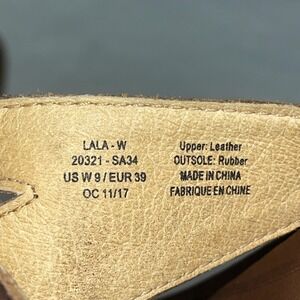 LALA - W
20321 - SA34
US W 9 / EUR 39
OC 11/17
Upper: Leather
OUTSOLE: Rubber
MADE IN CHINA
FABRIQUE EN CHINE